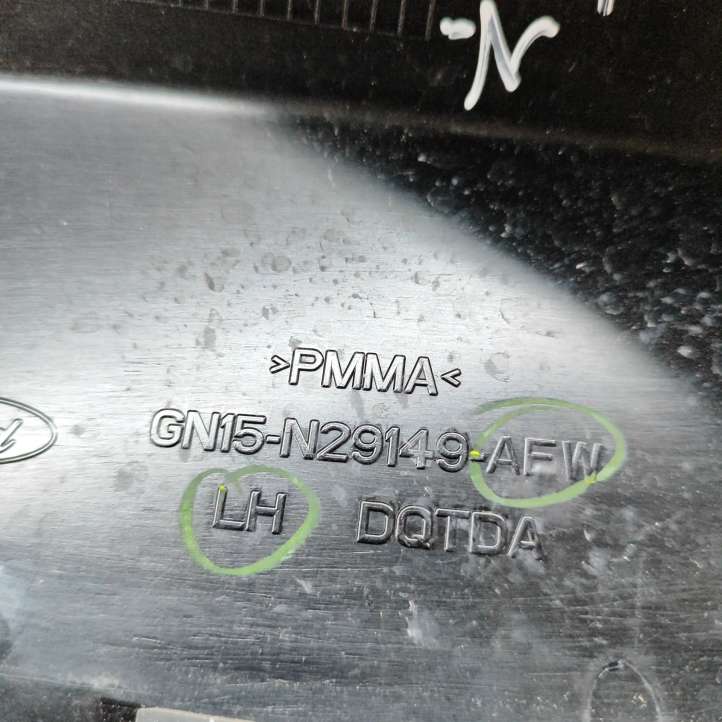 -N
>PMMA<
GN15-N29149-AFW
LH DQTDA